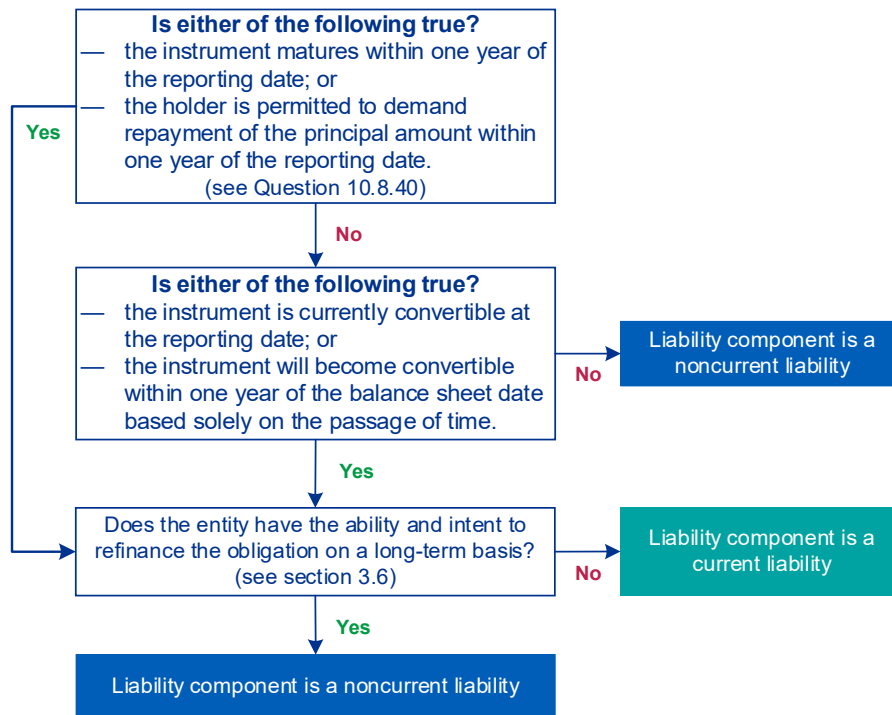 Is either of the following true?
— the instrument matures within one year of
the reporting date; or
— the holder is permitted to demand
repayment of the principal amount within
one year of the reporting date.
(see Question 10.8.40)
Yes
No
Is either of the following true?
— the instrument is currently convertible at
the reporting date; or
— the instrument will become convertible
within one year of the balance sheet date
based solely on the passage of time.
No
Liability component is a
noncurrent liability
Yes
Does the entity have the ability and intent to
refinance the obligation on a long-term basis?
(see section 3.6)
No
Liability component is a
current liability
Yes
Liability component is a noncurrent liability